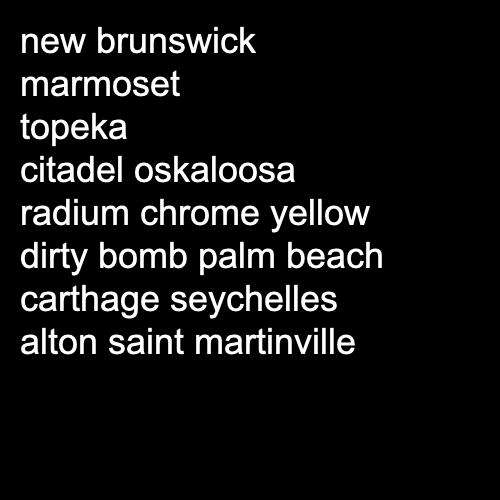 new brunswick
marmoset
topeka
citadel oskaloosa
radium chrome yellow
dirty bomb palm beach
carthage seychelles
alton saint martinville